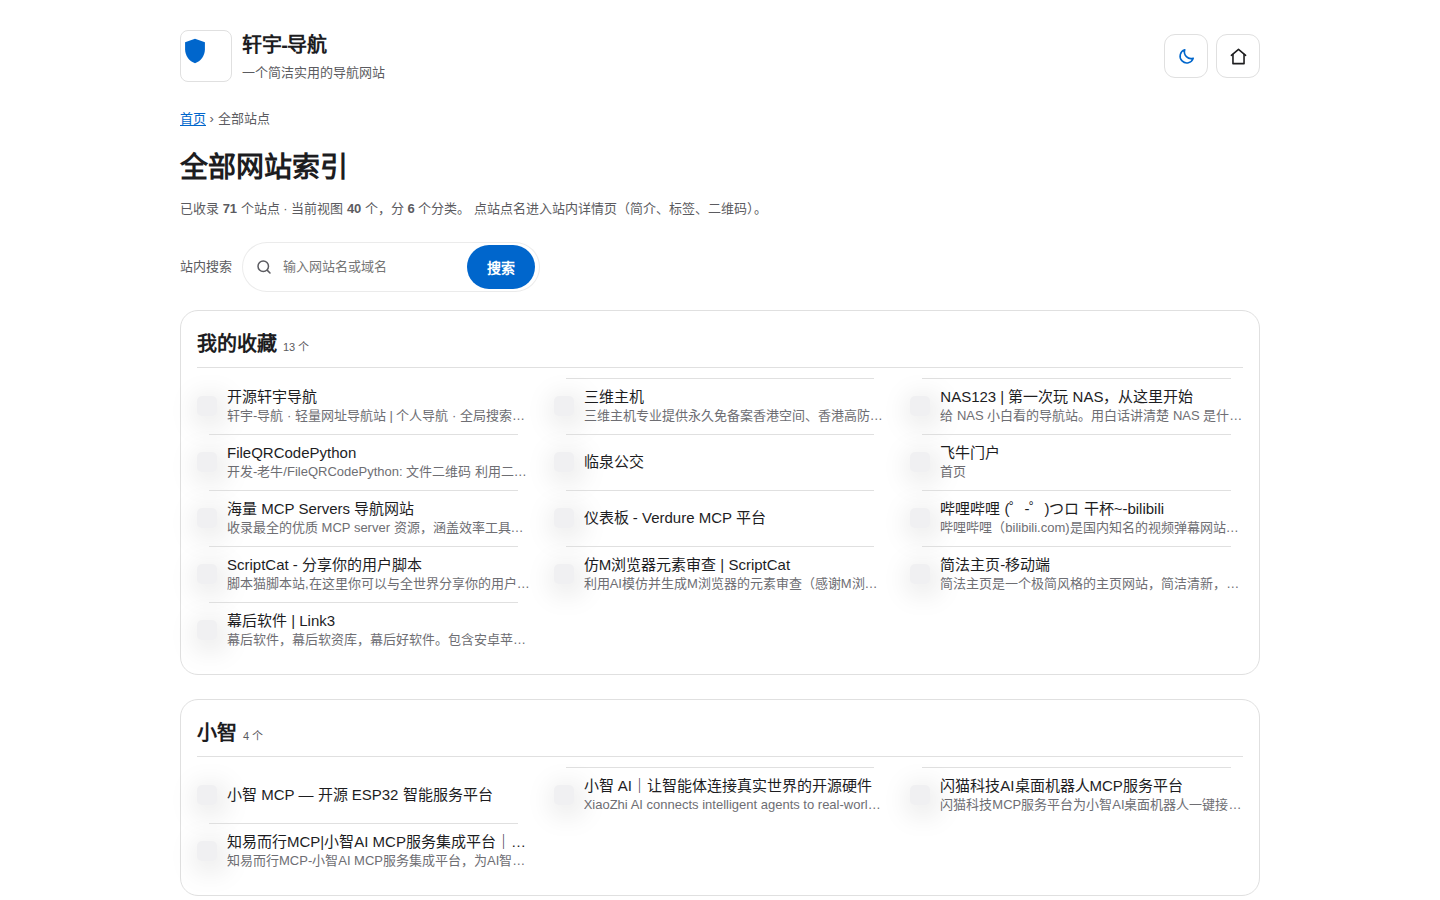 轩宇-导航
一个简洁实用的导航网站
首页 › 全部站点
全部网站索引
已收录 71 个站点 · 当前视图 40 个，分 6 个分类。 点站点名进入站内详情页（简介、标签、二维码）。
站内搜索
输入网站名或域名
搜索
我的收藏 13 个
开源轩宇导航
轩宇-导航 · 轻量网址导航站 | 个人导航 · 全局搜索…
三维主机
三维主机专业提供永久免备案香港空间、香港高防…
NAS123 | 第一次玩 NAS，从这里开始
给 NAS 小白看的导航站。用白话讲清楚 NAS 是什…
FileQRCodePython
开发-老牛/FileQRCodePython: 文件二维码 利用二…
临泉公交
飞牛门户
首页
海量 MCP Servers 导航网站
收录最全的优质 MCP server 资源，涵盖效率工具…
仪表板 - Verdure MCP 平台
哔哩哔哩 (゜-゜)つロ 干杯~-bilibili
哔哩哔哩（bilibili.com)是国内知名的视频弹幕网站…
ScriptCat - 分享你的用户脚本
脚本猫脚本站,在这里你可以与全世界分享你的用户…
仿M浏览器元素审查 | ScriptCat
利用AI模仿并生成M浏览器的元素审查（感谢M浏…
简法主页-移动端
简法主页是一个极简风格的主页网站，简洁清新，…
幕后软件 | Link3
幕后软件，幕后软资库，幕后好软件。包含安卓苹…
小智 4 个
小智 MCP — 开源 ESP32 智能服务平台
小智 AI｜让智能体连接真实世界的开源硬件
XiaoZhi AI connects intelligent agents to real-worl…
闪猫科技AI桌面机器人MCP服务平台
闪猫科技MCP服务平台为小智AI桌面机器人一键接…
知易而行MCP|小智AI MCP服务集成平台｜…
知易而行MCP-小智AI MCP服务集成平台，为AI智…